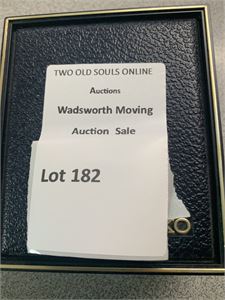 TWO OLD SOULS ONLINE
Auctions
Wadsworth Moving
Auction Sale
Lot 182